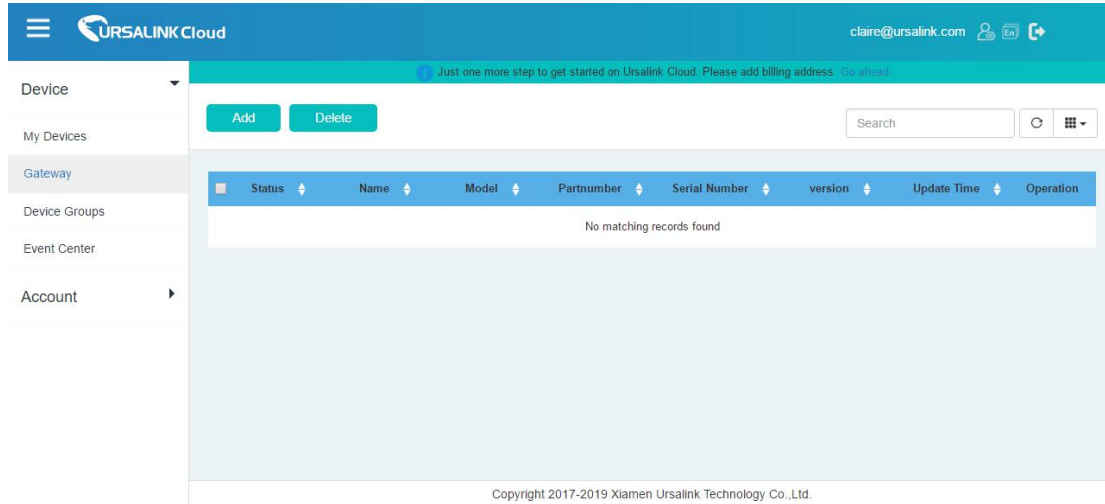 URSALINK Cloud
claire@ursalink.com En
Just one more step to get started on Ursalink Cloud. Please add billing address. Go ahead
Device
Add Delete Search
My Devices
Gateway
Status Name Model Partnumber Serial Number version Update Time Operation
Device Groups
No matching records found
Event Center
Account
Copyright 2017-2019 Xiamen Ursalink Technology Co.,Ltd.